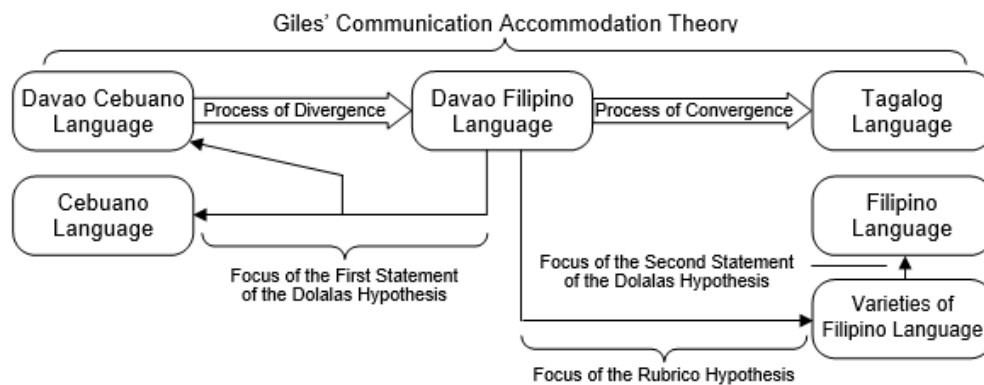 Giles' Communication Accommodation Theory
Davao Cebuano
Language
Process of Divergence
Davao Filipino
Language
Process of Convergence
Tagalog
Language
Cebuano
Language
Filipino
Language
Focus of the First Statement
of the Dolalas Hypothesis
Focus of the Second Statement
of the Dolalas Hypothesis
Varieties of
Filipino Language
Focus of the Rubrico Hypothesis